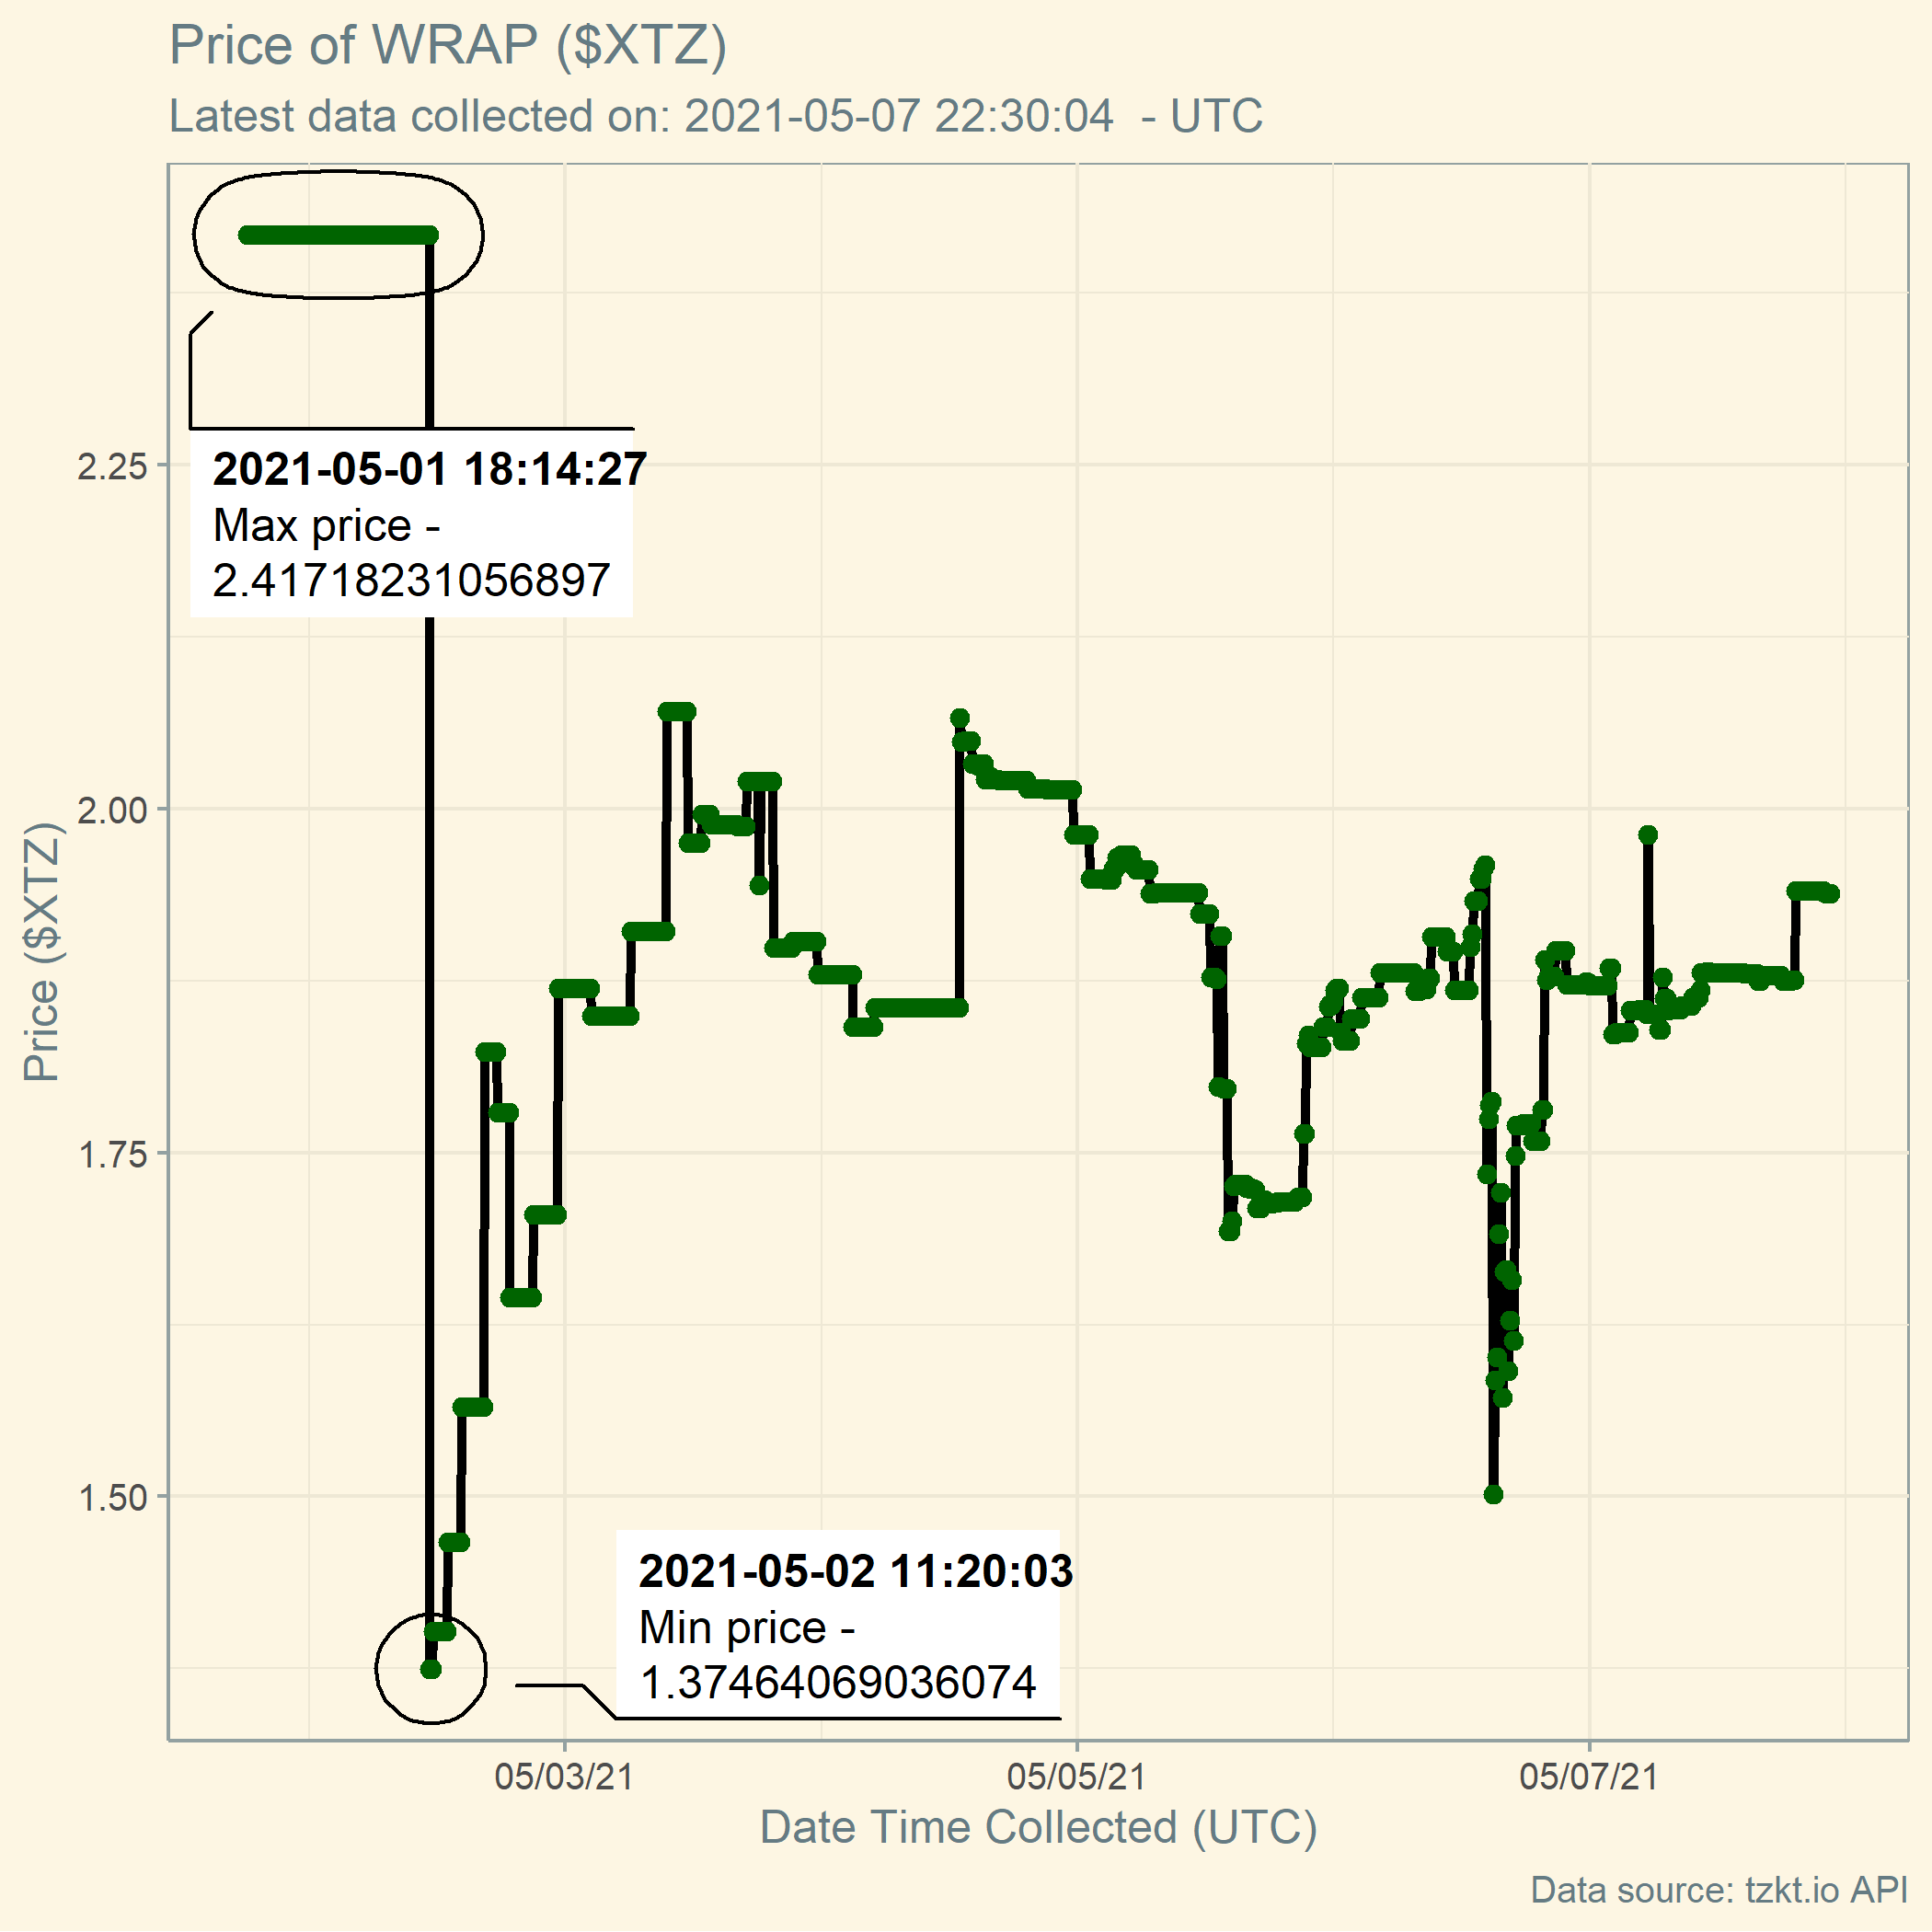 Price of WRAP ($XTZ)
Latest data collected on: 2021-05-07 22:30:04  - UTC
Price ($XTZ)
2.25
2.00
1.75
1.50
2021-05-01 18:14:27
Max price -
2.41718231056897
2021-05-02 11:20:03
Min price -
1.37464069036074
05/03/21
05/05/21
05/07/21
Date Time Collected (UTC)
Data source: tzkt.io API